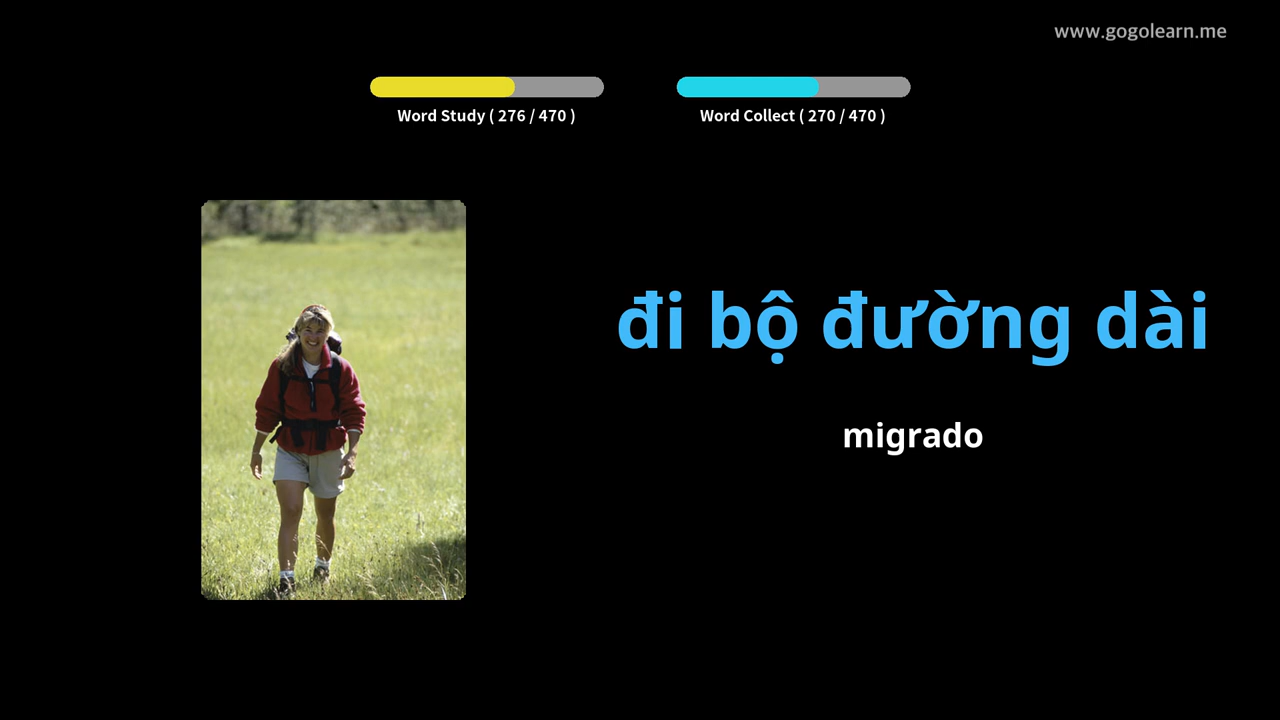 www.gogolearn.me
Word Study ( 276 / 470 )
Word Collect ( 270 / 470 )
đi bộ đường dài
migrado